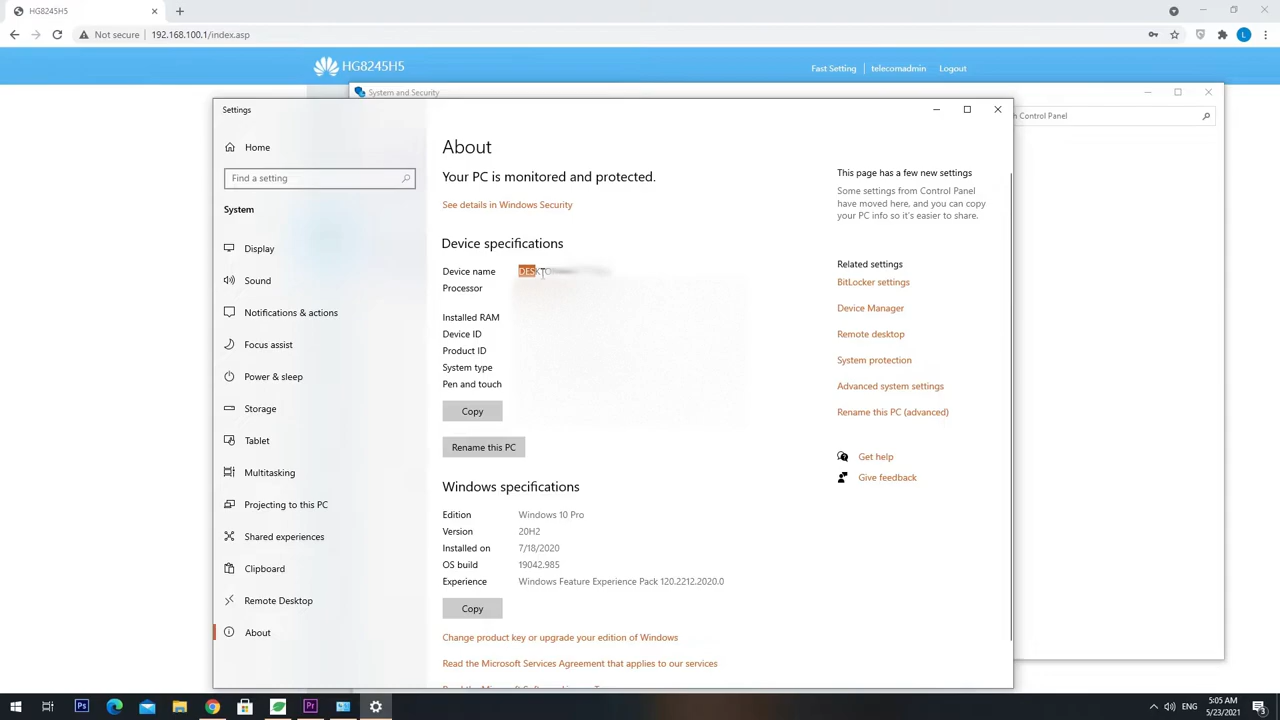 HG8245H5
Not secure
192.168.100.1/index.asp
L
HG8245H5
Fast Setting
telecomadmin
Logout
System and Security
Settings
n Control Panel
Home
Find a setting
System
Display
Sound
Notifications & actions
Focus assist
Power & sleep
Storage
Tablet
Multitasking
Projecting to this PC
Shared experiences
Clipboard
Remote Desktop
About
About
Your PC is monitored and protected.
See details in Windows Security
Device specifications
Device name DESKTO
Processor
Installed RAM
Device ID
Product ID
System type
Pen and touch
Copy
Rename this PC
Windows specifications
Edition Windows 10 Pro
Version 20H2
Installed on 7/18/2020
OS build 19042.985
Experience Windows Feature Experience Pack 120.2212.2020.0
Copy
Change product key or upgrade your edition of Windows
Read the Microsoft Services Agreement that applies to our services
This page has a few new settings
Some settings from Control Panel
have moved here, and you can copy
your PC info so it's easier to share.
Related settings
BitLocker settings
Device Manager
Remote desktop
System protection
Advanced system settings
Rename this PC (advanced)
Get help
Give feedback
Ps
Pr
ENG
5:05 AM
5/23/2021
3